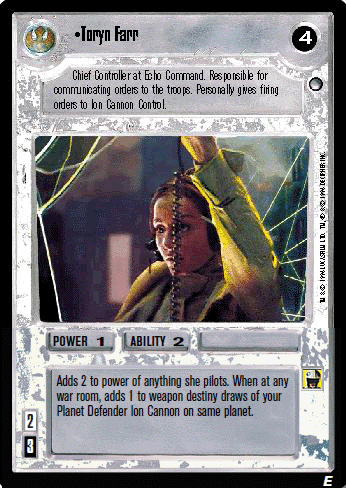 •Toryn Farr
4
Chief Controller at Echo Command. Responsible for
communicating orders to the troops. Personally gives firing
orders to Ion Cannon Control.
POWER 1
ABILITY 2
Adds 2 to power of anything she pilots. When at any
war room, adds 1 to weapon destiny draws of your
Planet Defender Ion Cannon on same planet.
2
3
E